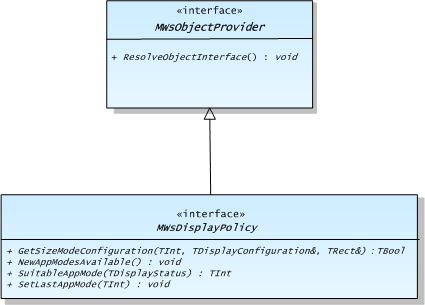 «interface»
MWsObjectProvider
+ ResolveObjectInterface() : void
«interface»
MWsDisplayPolicy
+ GetSizeModeConfiguration(TInt, TDisplayConfiguration&, TRect&) : TBool
+ NewAppModesAvailable() : void
+ SuitableAppMode(TDisplayStatus) : TInt
+ SetLastAppMode(TInt) : void